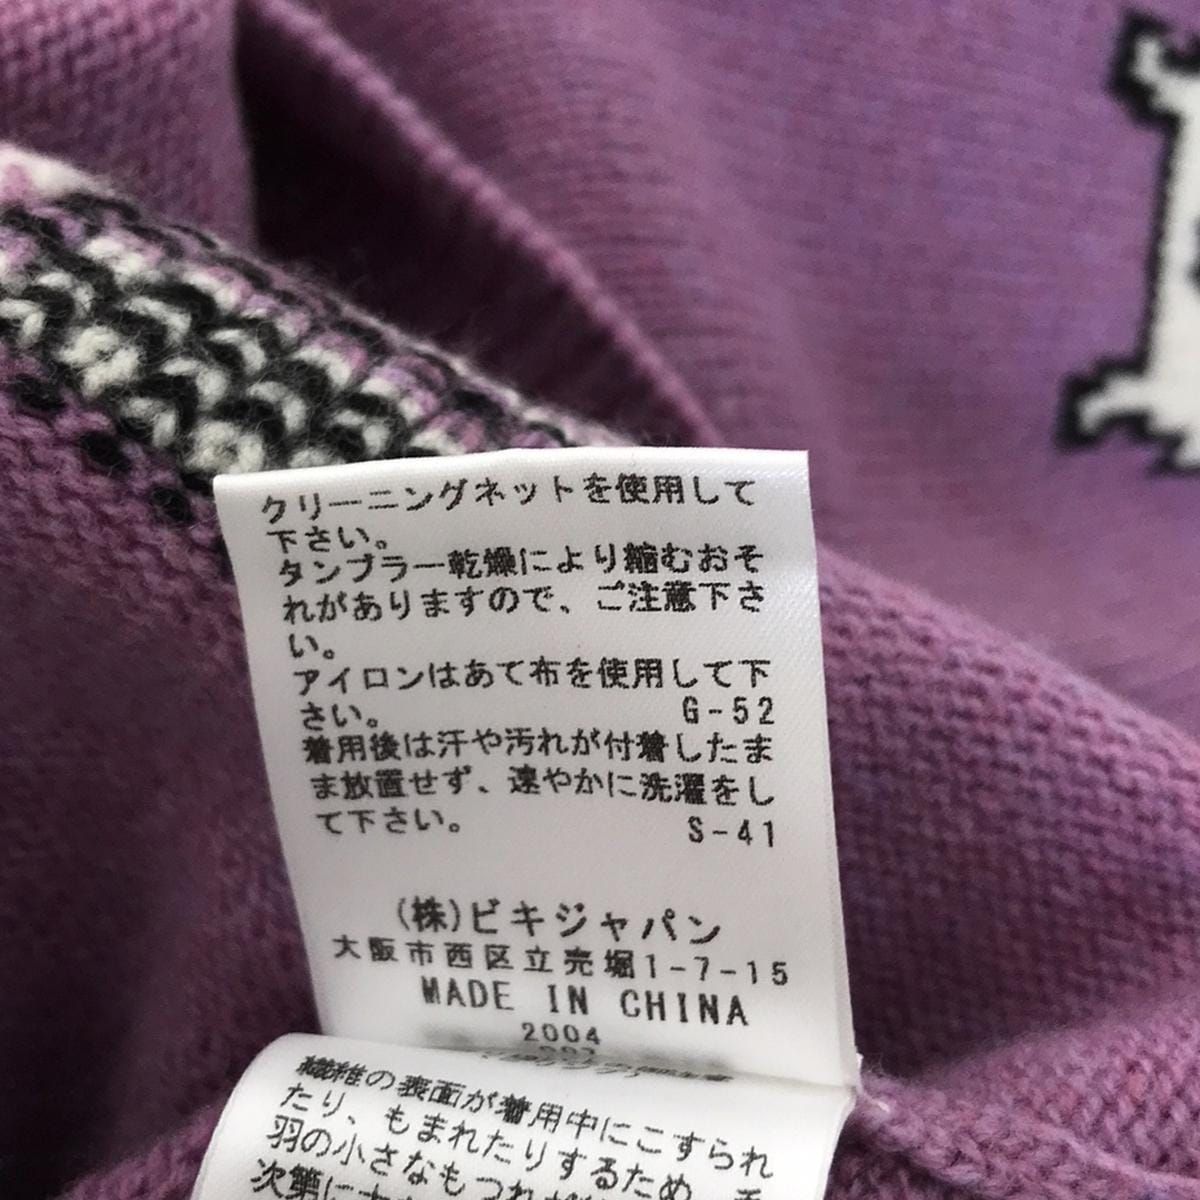 クリーニングネットを使用して
下さい。
タンブラー乾燥により縮むおそ
れがありますので、ご注意下さ
い。
アイロンはあて布を使用して下
さい。 G-52
着用後は汗や汚れが付着したま
ま放置せず、速やかに洗濯をし
て下さい。 S-41
(株)ビキジャパン
大阪市西区立売堀1-7-15
MADE IN CHINA
2004
繊維の表面が着用中にこすられ
たり、もまれたりするため、毛
羽の小さなもつれが
次第に